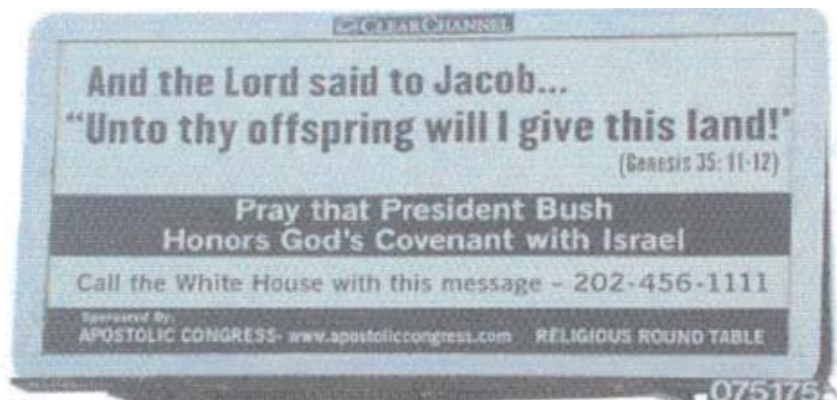 CLEARCHANNEL
And the Lord said to Jacob...
“Unto thy offspring will I give this land!"
(Genesis 35: 11-12)
Pray that President Bush
Honors God's Covenant with Israel
Call the White House with this message - 202-456-1111
Sponsored By:
APOSTOLIC CONGRESS- www.apostoliccongress.com RELIGIOUS ROUND TABLE
075175